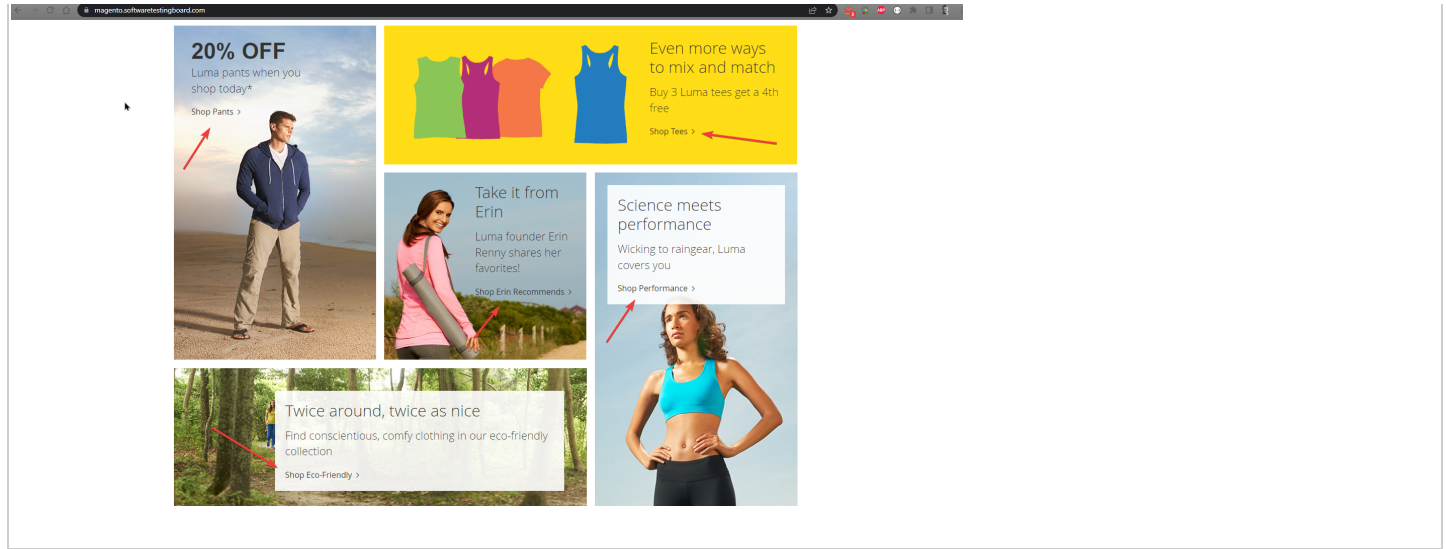 magento.softwaretestingboard.com
20% OFF
Luma pants when you
shop today*
Shop Pants >
Even more ways
to mix and match
Buy 3 Luma tees get a 4th
free
Shop Tees >
Take it from
Erin
Luma founder Erin
Renny shares her
favorites!
Shop Erin Recommends >
Science meets
performance
Wicking to raingear, Luma
covers you
Shop Performance >
Twice around, twice as nice
Find conscientious, comfy clothing in our eco-friendly
collection
Shop Eco-Friendly >